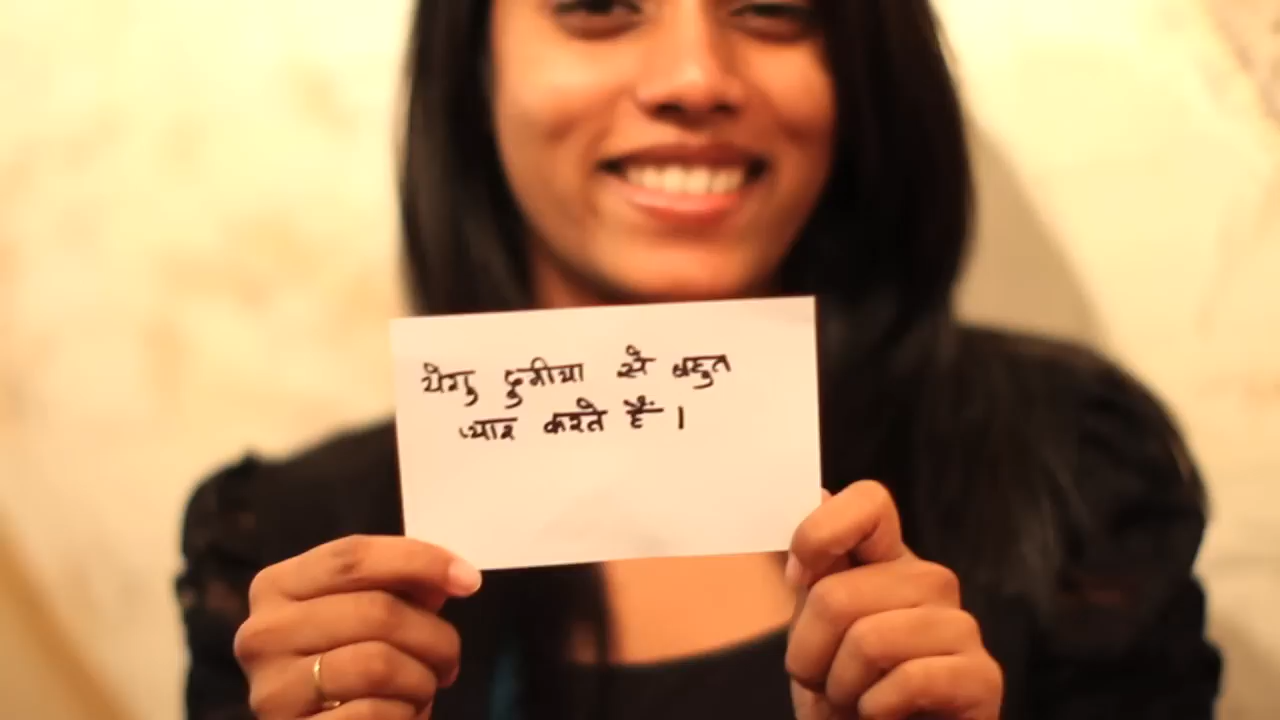 येशु दुनीया से बहुत
प्यार करते हैं ।